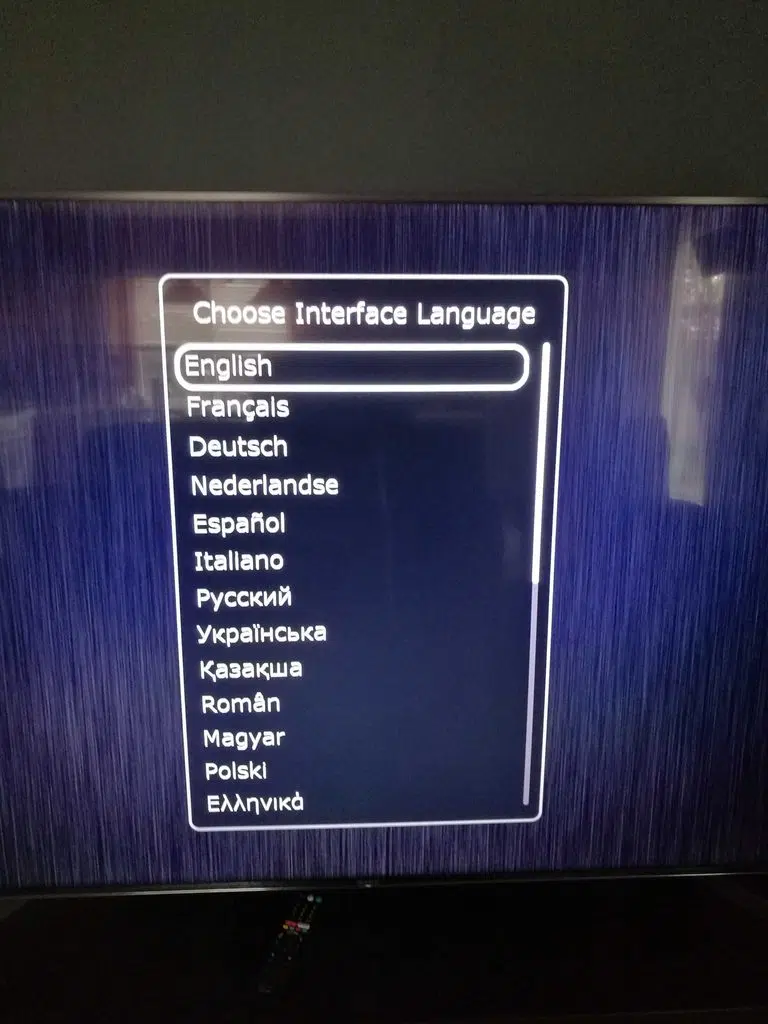 Choose Interface Language
English
Français
Deutsch
Nederlandse
Español
Italiano
Русский
Українська
Қазақша
Român
Magyar
Polski
Ελληνικά